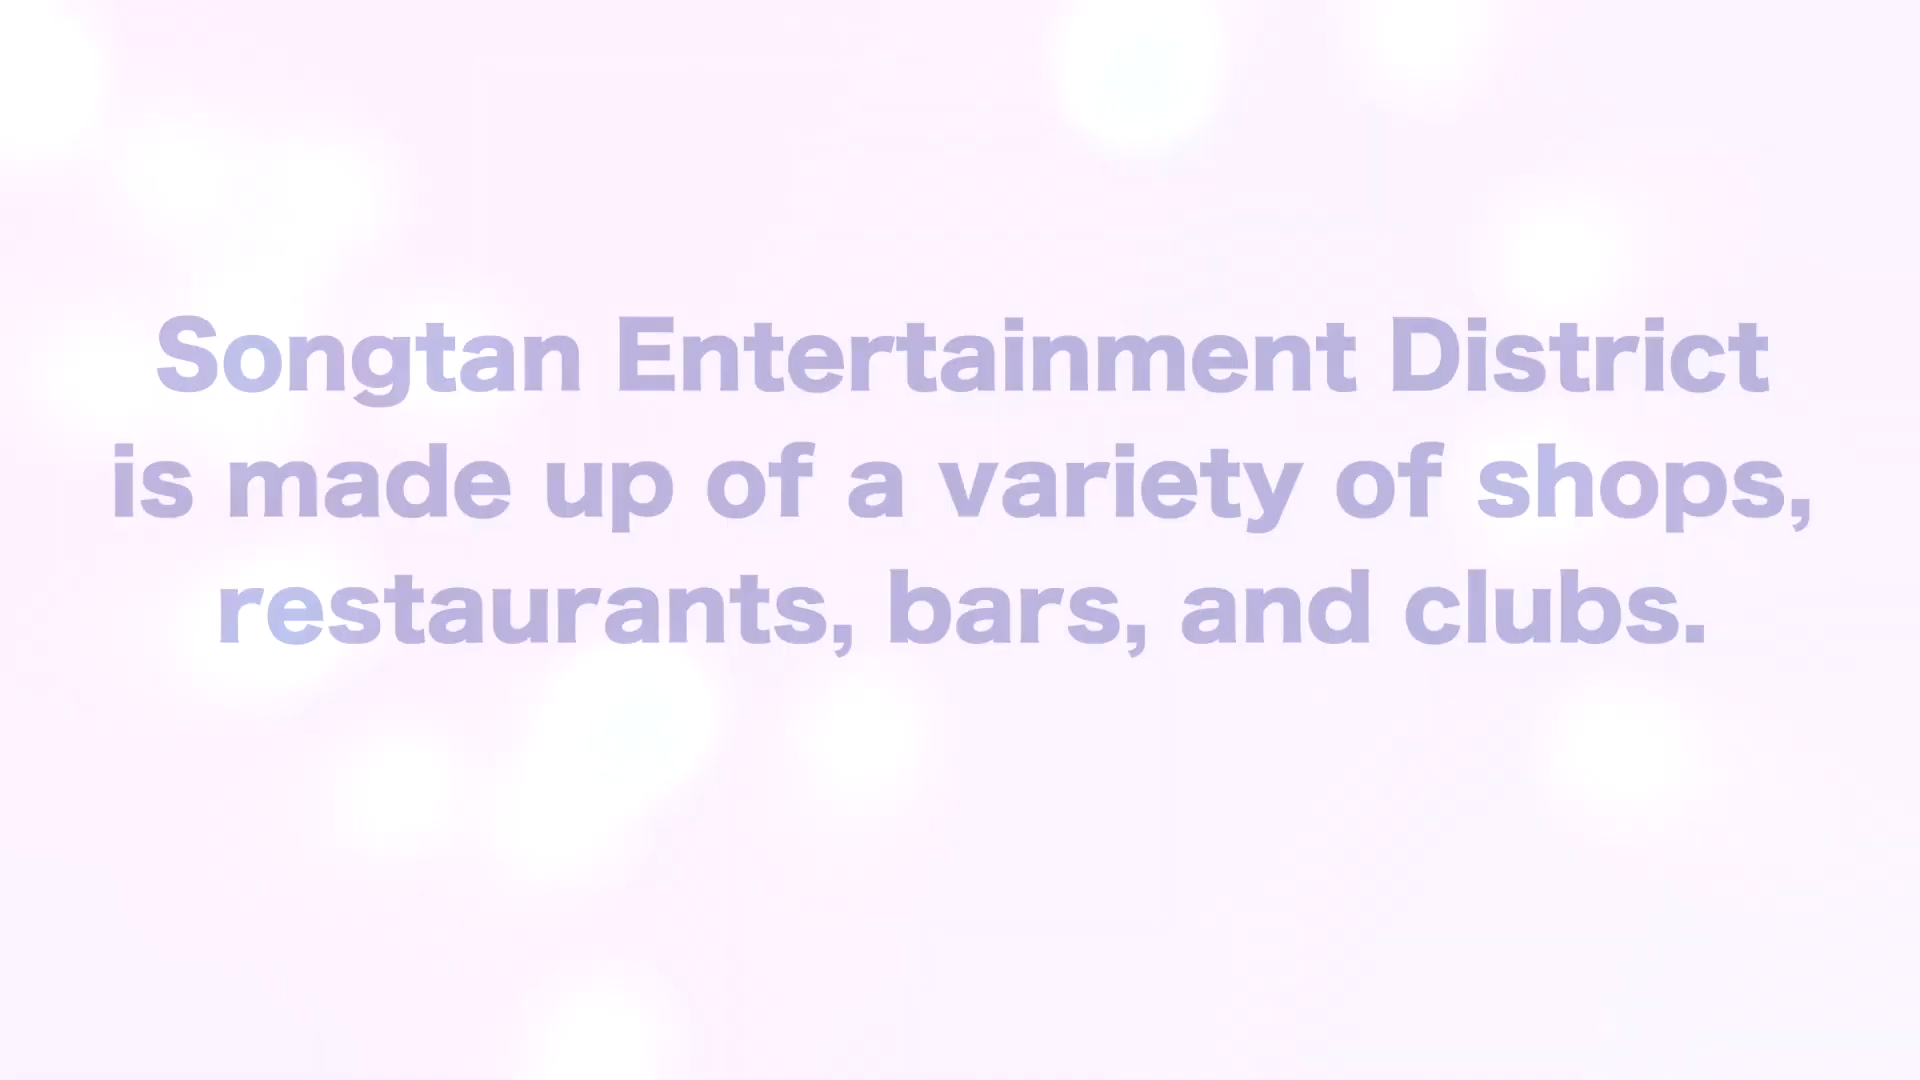 Songtan Entertainment District
is made up of a variety of shops,
restaurants, bars, and clubs.